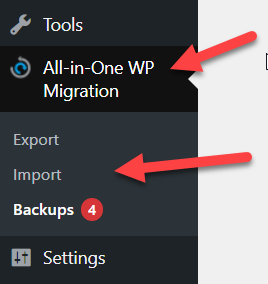 Tools
All-in-One WP
Migration
Export
Import
Backups 4
Settings